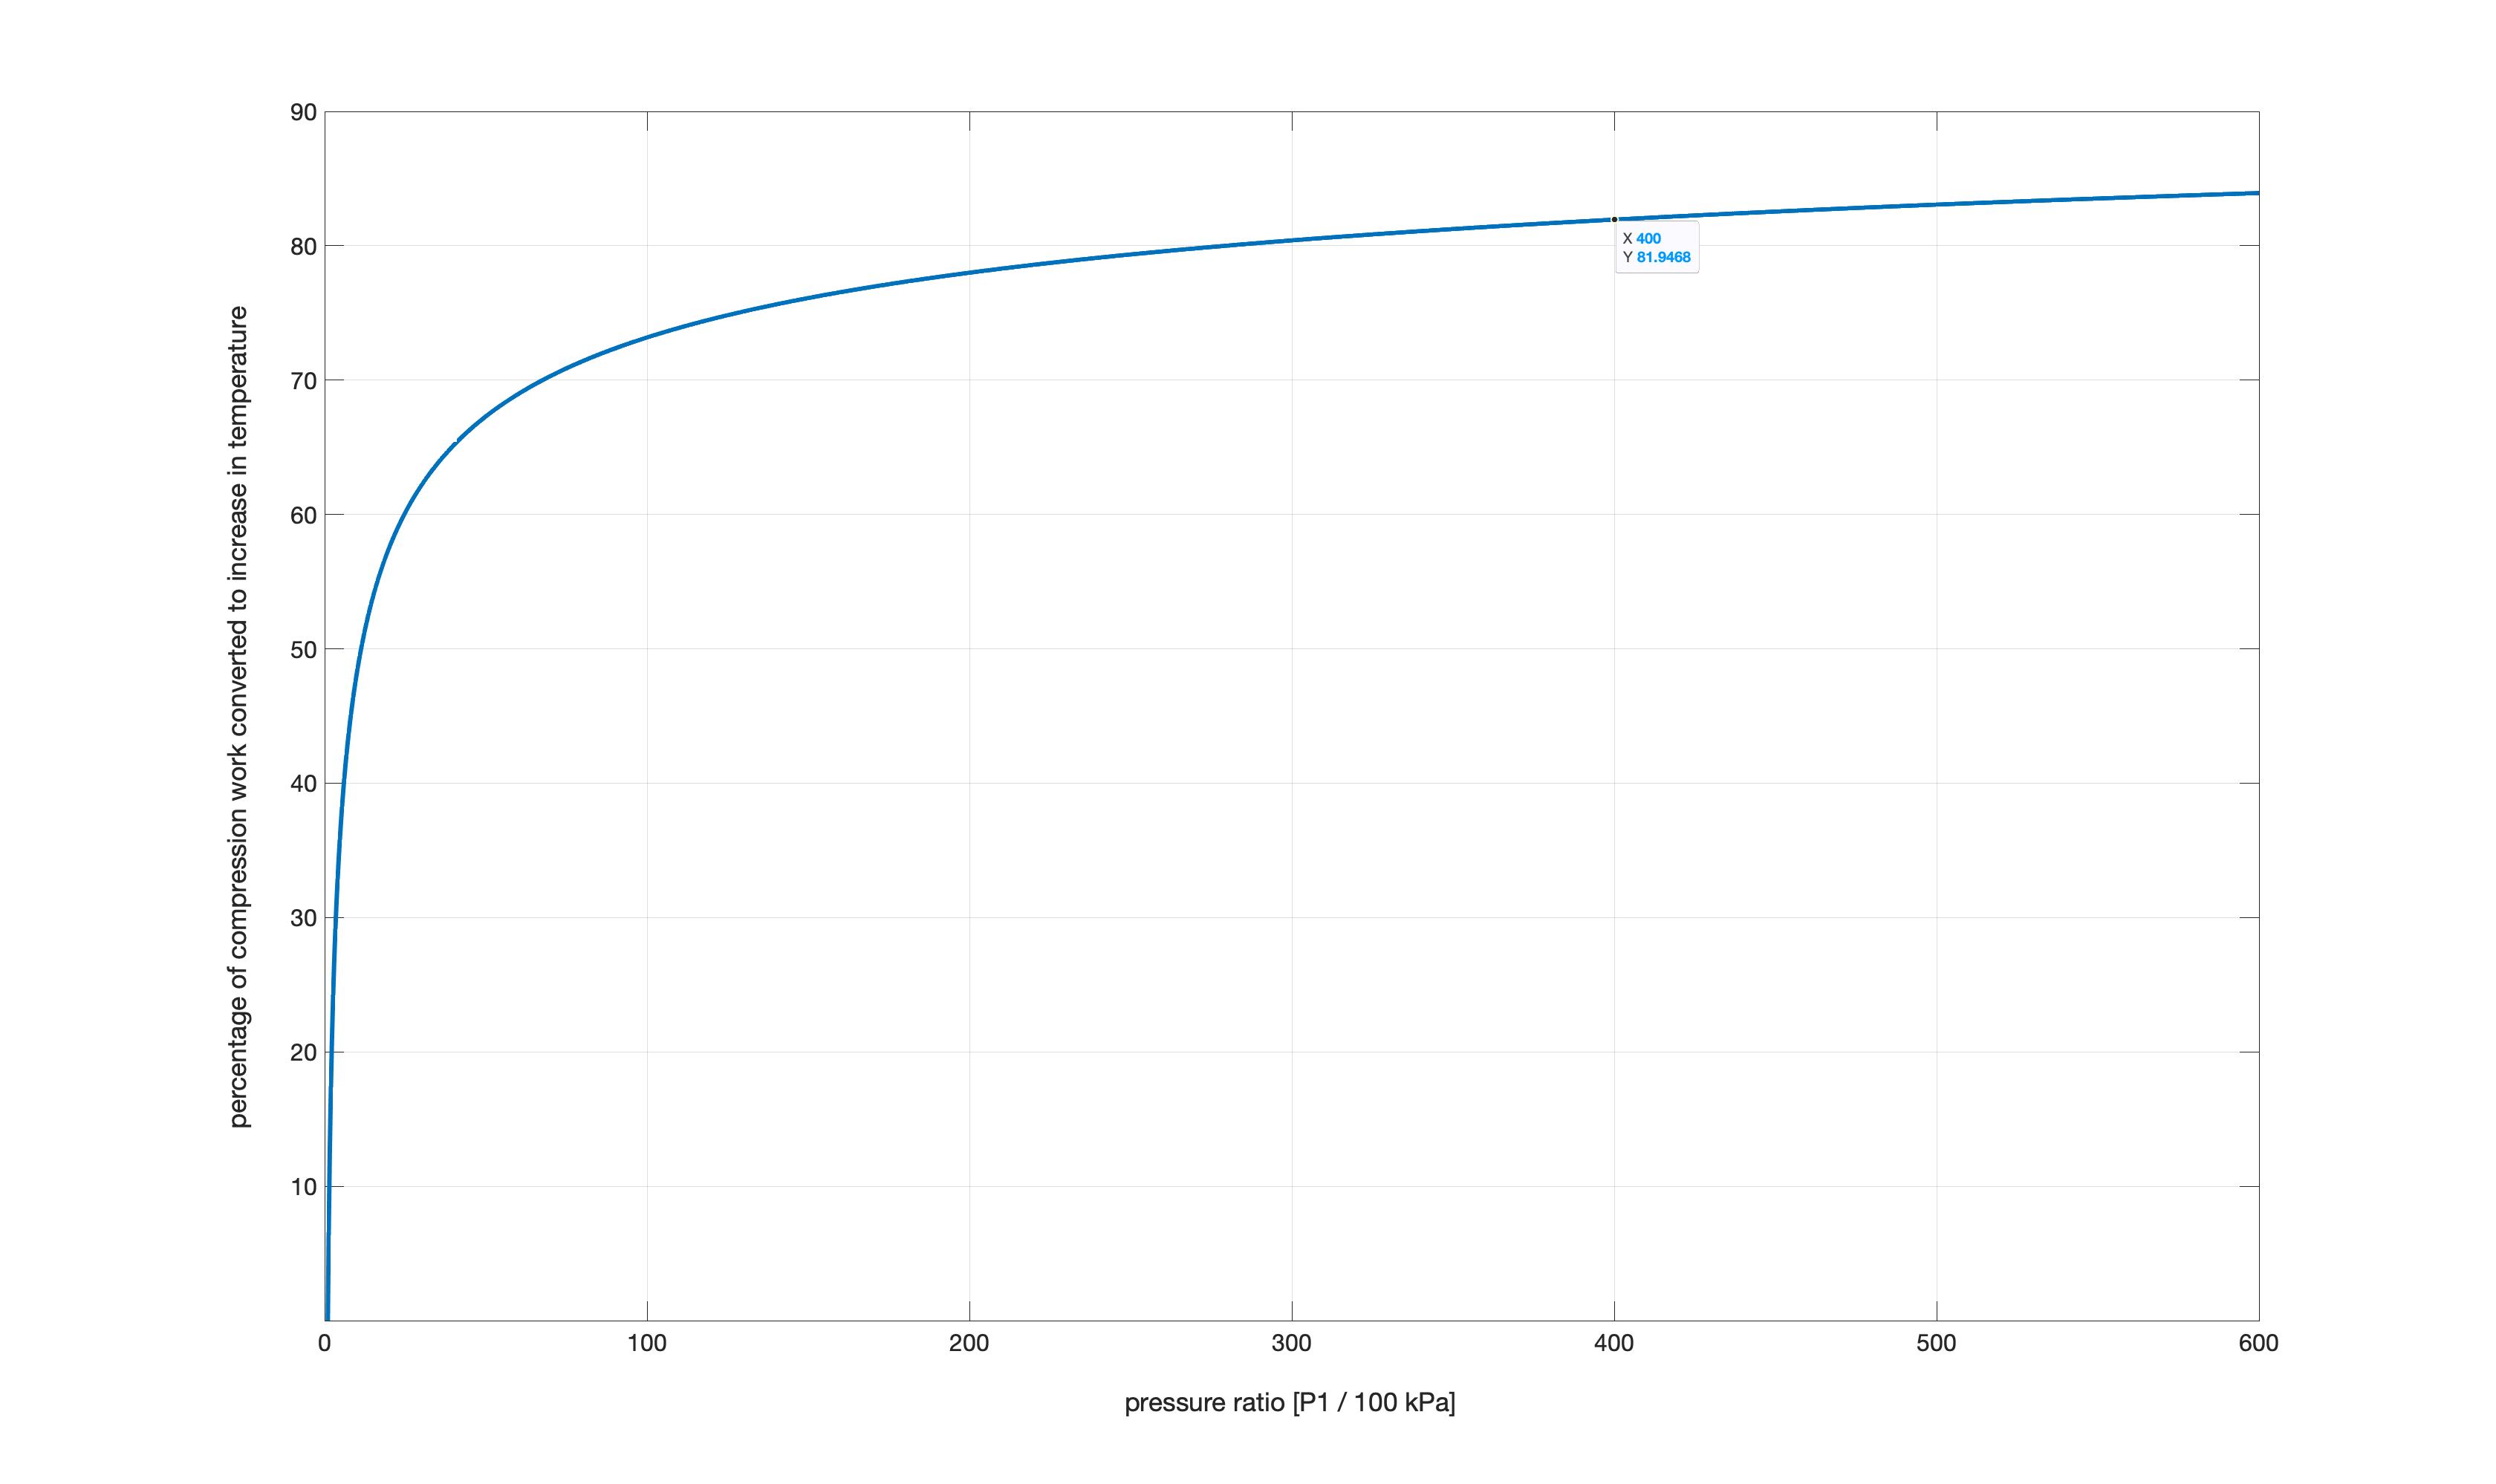 percentage of compression work converted to increase in temperature
90
80
70
60
50
40
30
20
10
X 400
Y 81.9468
0 100 200 300 400 500 600
pressure ratio [P1 / 100 kPa]